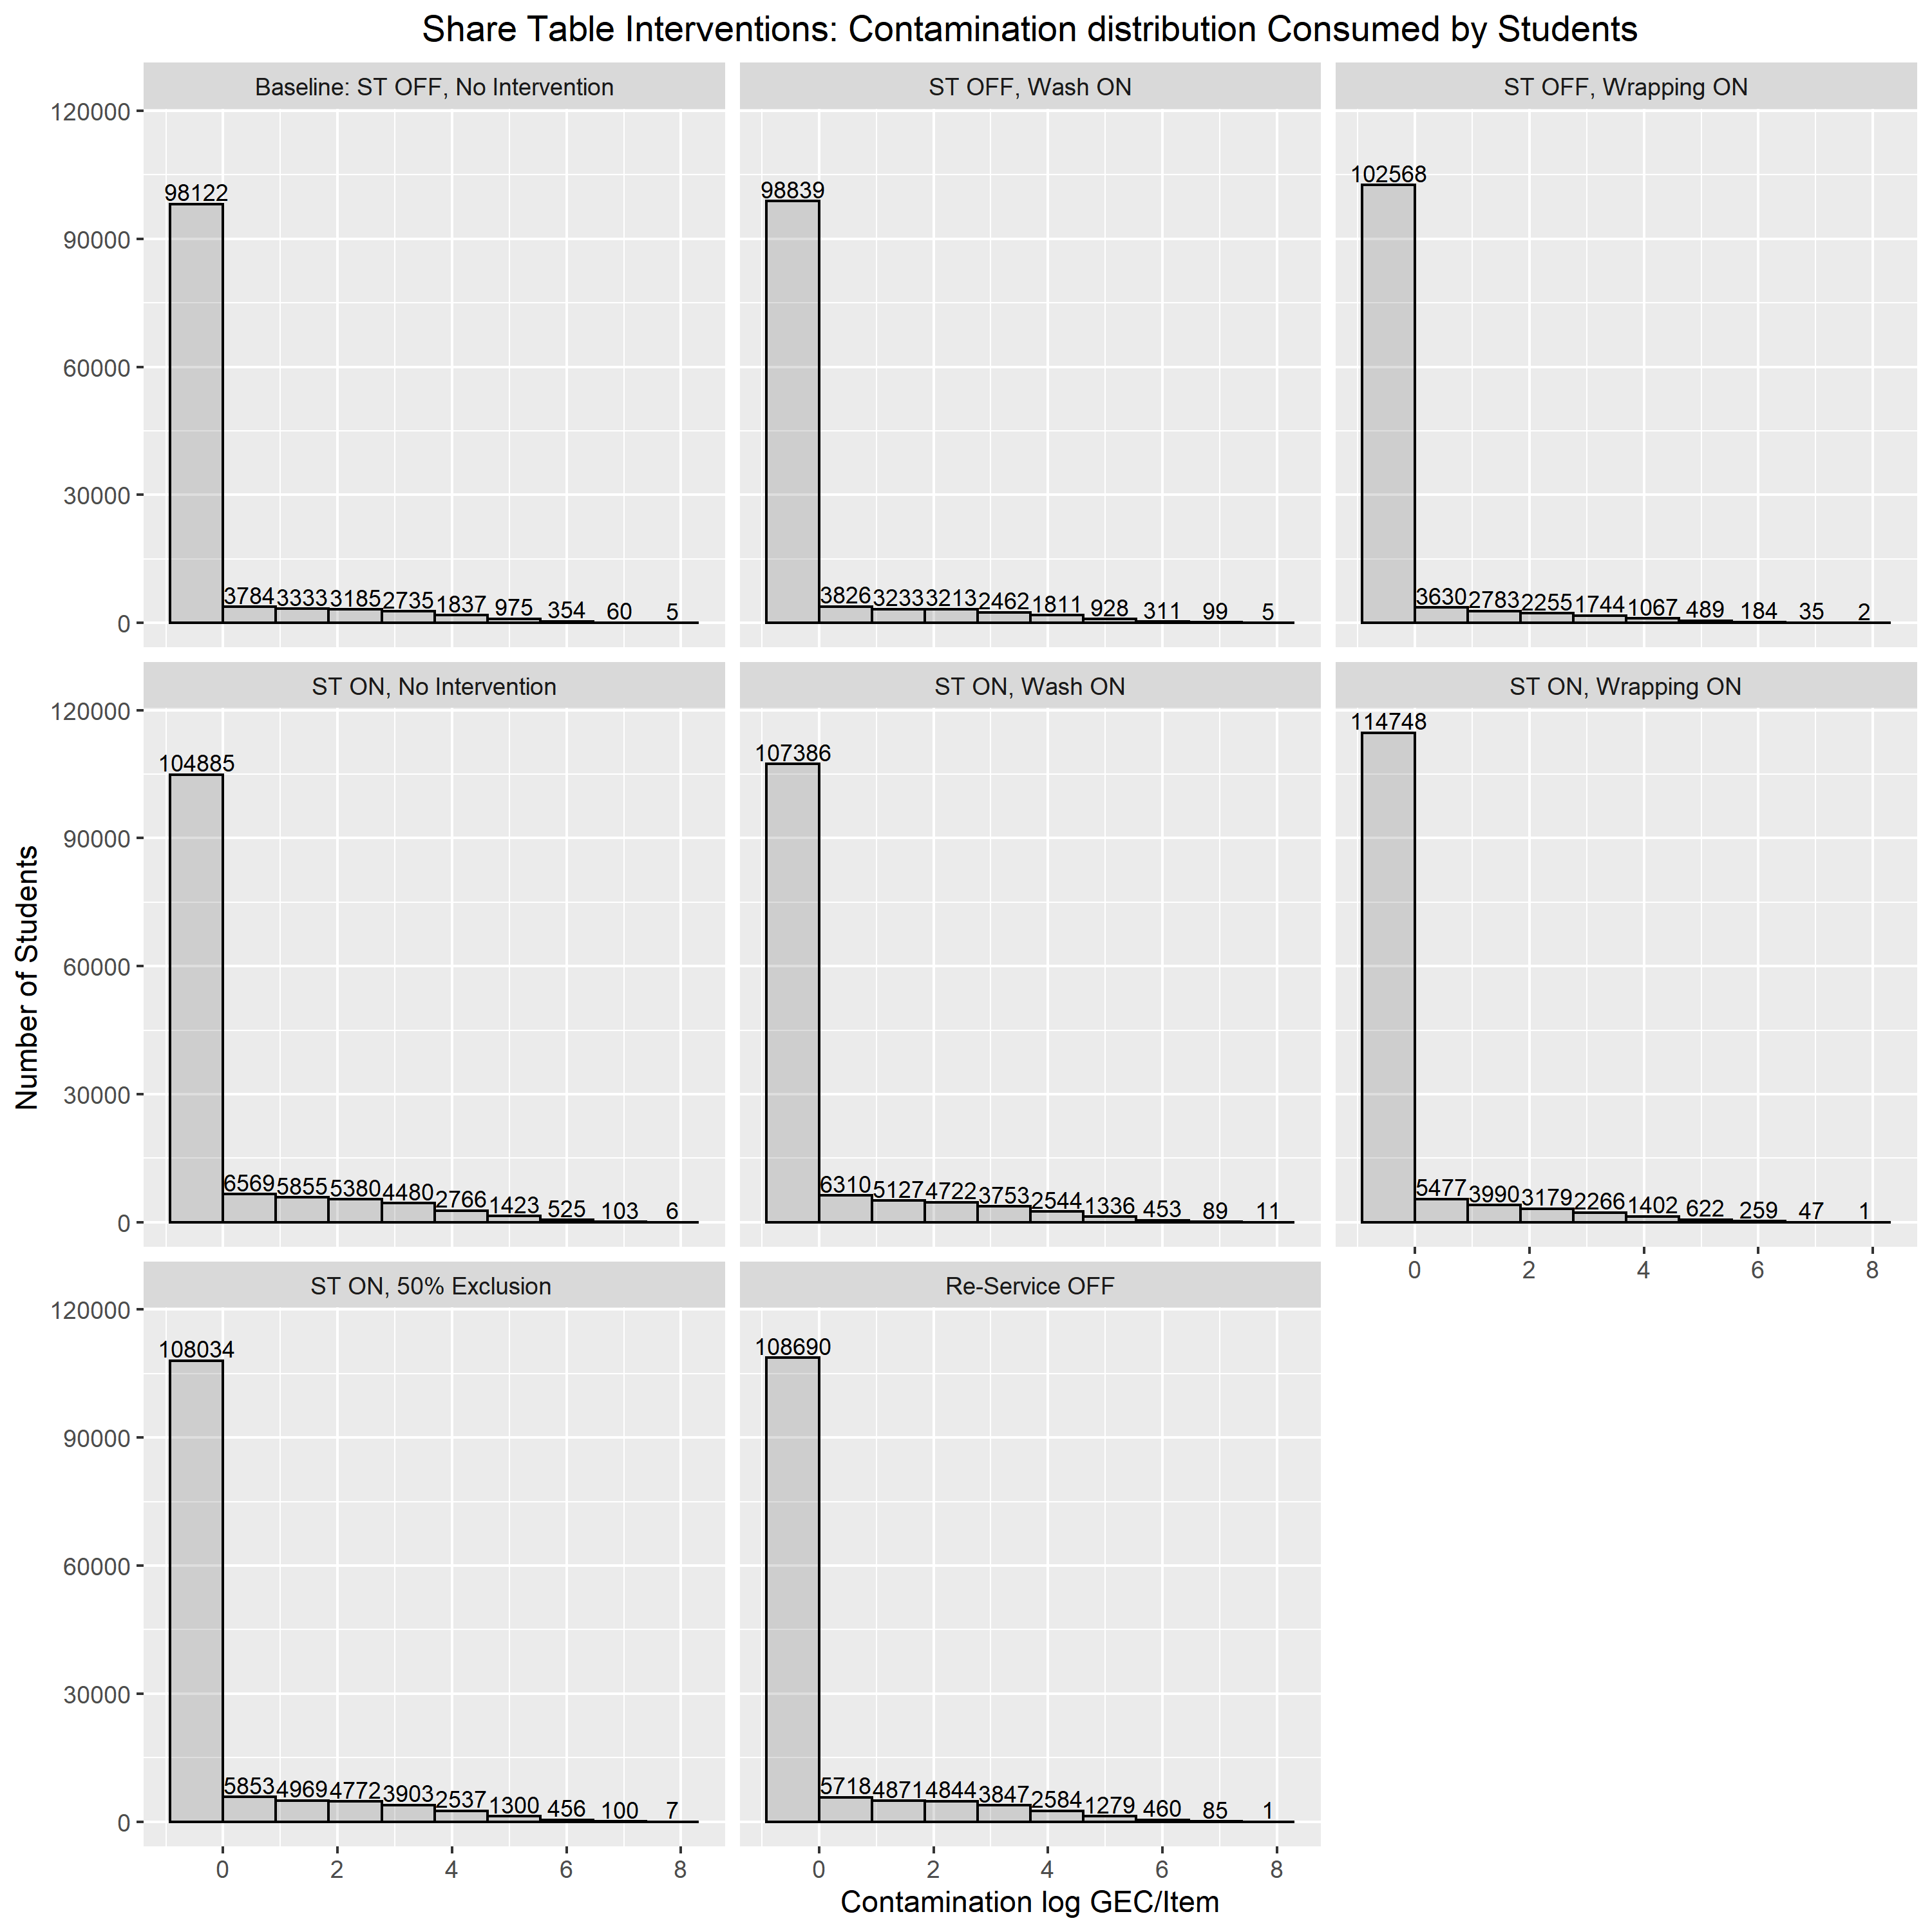 Share Table Interventions: Contamination distribution Consumed by Students
Baseline: ST OFF, No Intervention
ST OFF, Wash ON
ST OFF, Wrapping ON
120000
90000
60000
30000
0
98122
3784 3333 3185 2735 1837 975 354 60 5
98839
3826 3233 3213 2462 1811 928 311 99 5
102568
3630 2783 2255 1744 1067 489 184 35 2
ST ON, No Intervention
ST ON, Wash ON
ST ON, Wrapping ON
120000
90000
60000
30000
0
104885
6569 5855 5380 4480 2766 1423 525 103 6
107386
6310 5127 4722 3753 2544 1336 453 89 11
114748
5477 3990 3179 2266 1402 622 259 47 1
0 2 4 6 8
Number of Students
ST ON, 50% Exclusion
Re-Service OFF
120000
90000
60000
30000
0
108034
5853 4969 4772 3903 2537 1300 456 100 7
108690
5718 4871 4844 3847 2584 1279 460 85 1
0 2 4 6 8
0 2 4 6 8
Contamination log GEC/Item